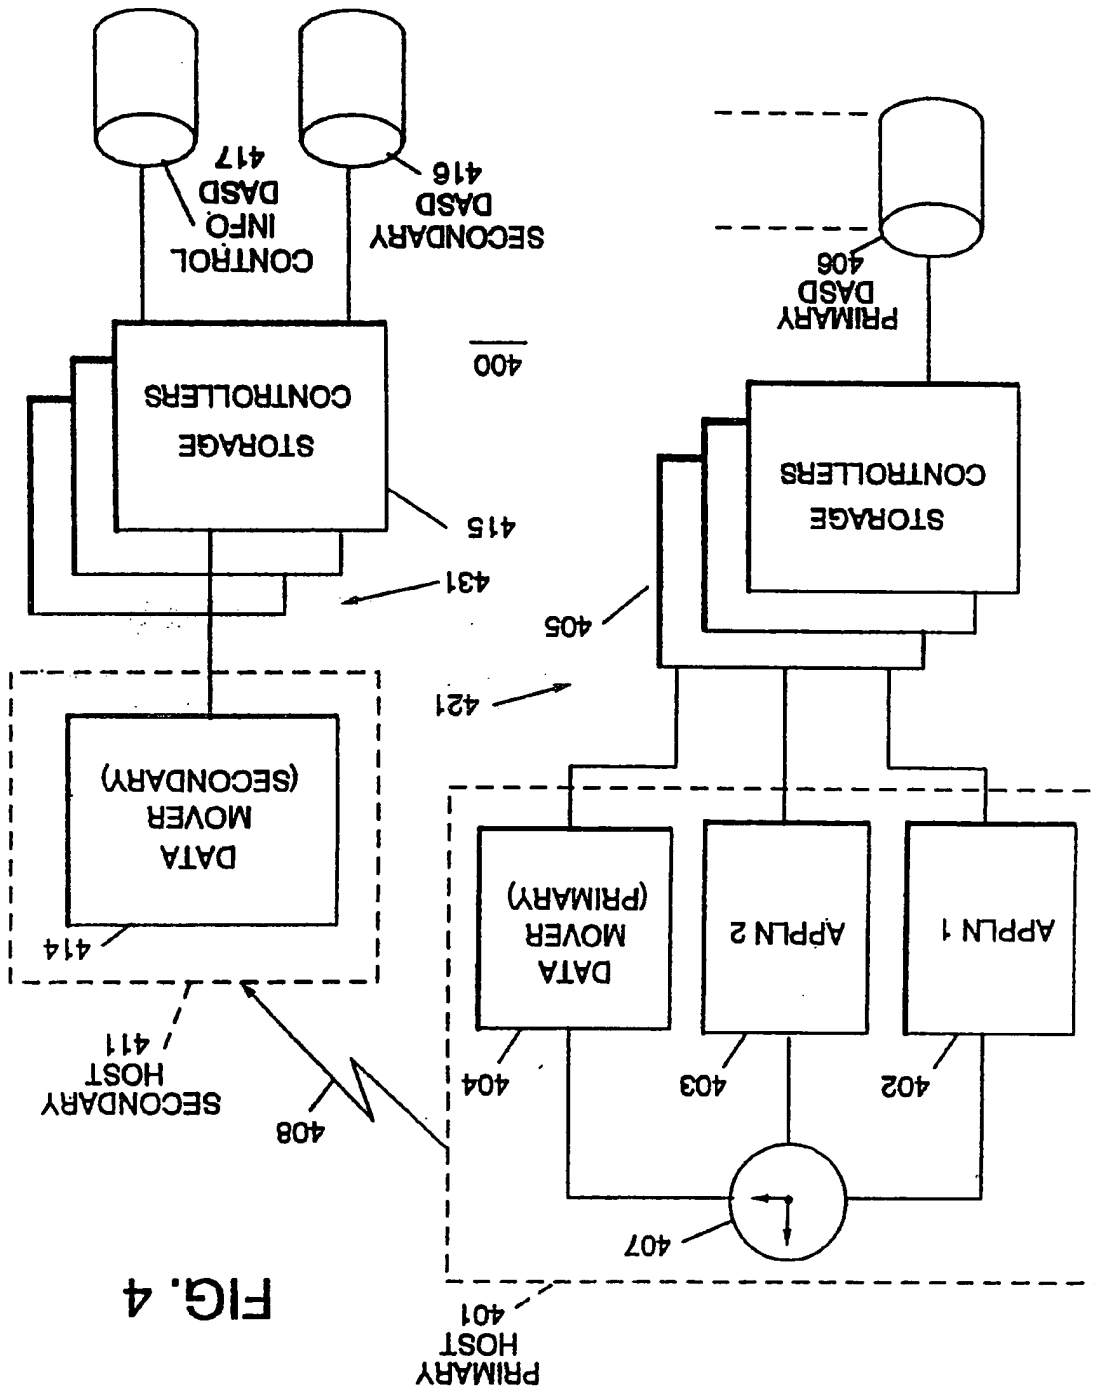 FIG. 4
PRIMARY
HOST
401
407
402
403
404
APPLN 1
APPLN 2
DATA
MOVER
(PRIMARY)
408
SECONDARY
HOST
411
414
DATA
MOVER
(SECONDARY)
421
405
STORAGE
CONTROLLERS
431
415
STORAGE
CONTROLLERS
400
PRIMARY
DASD
406
SECONDARY
DASD
416
CONTROL
INFO
DASD
417